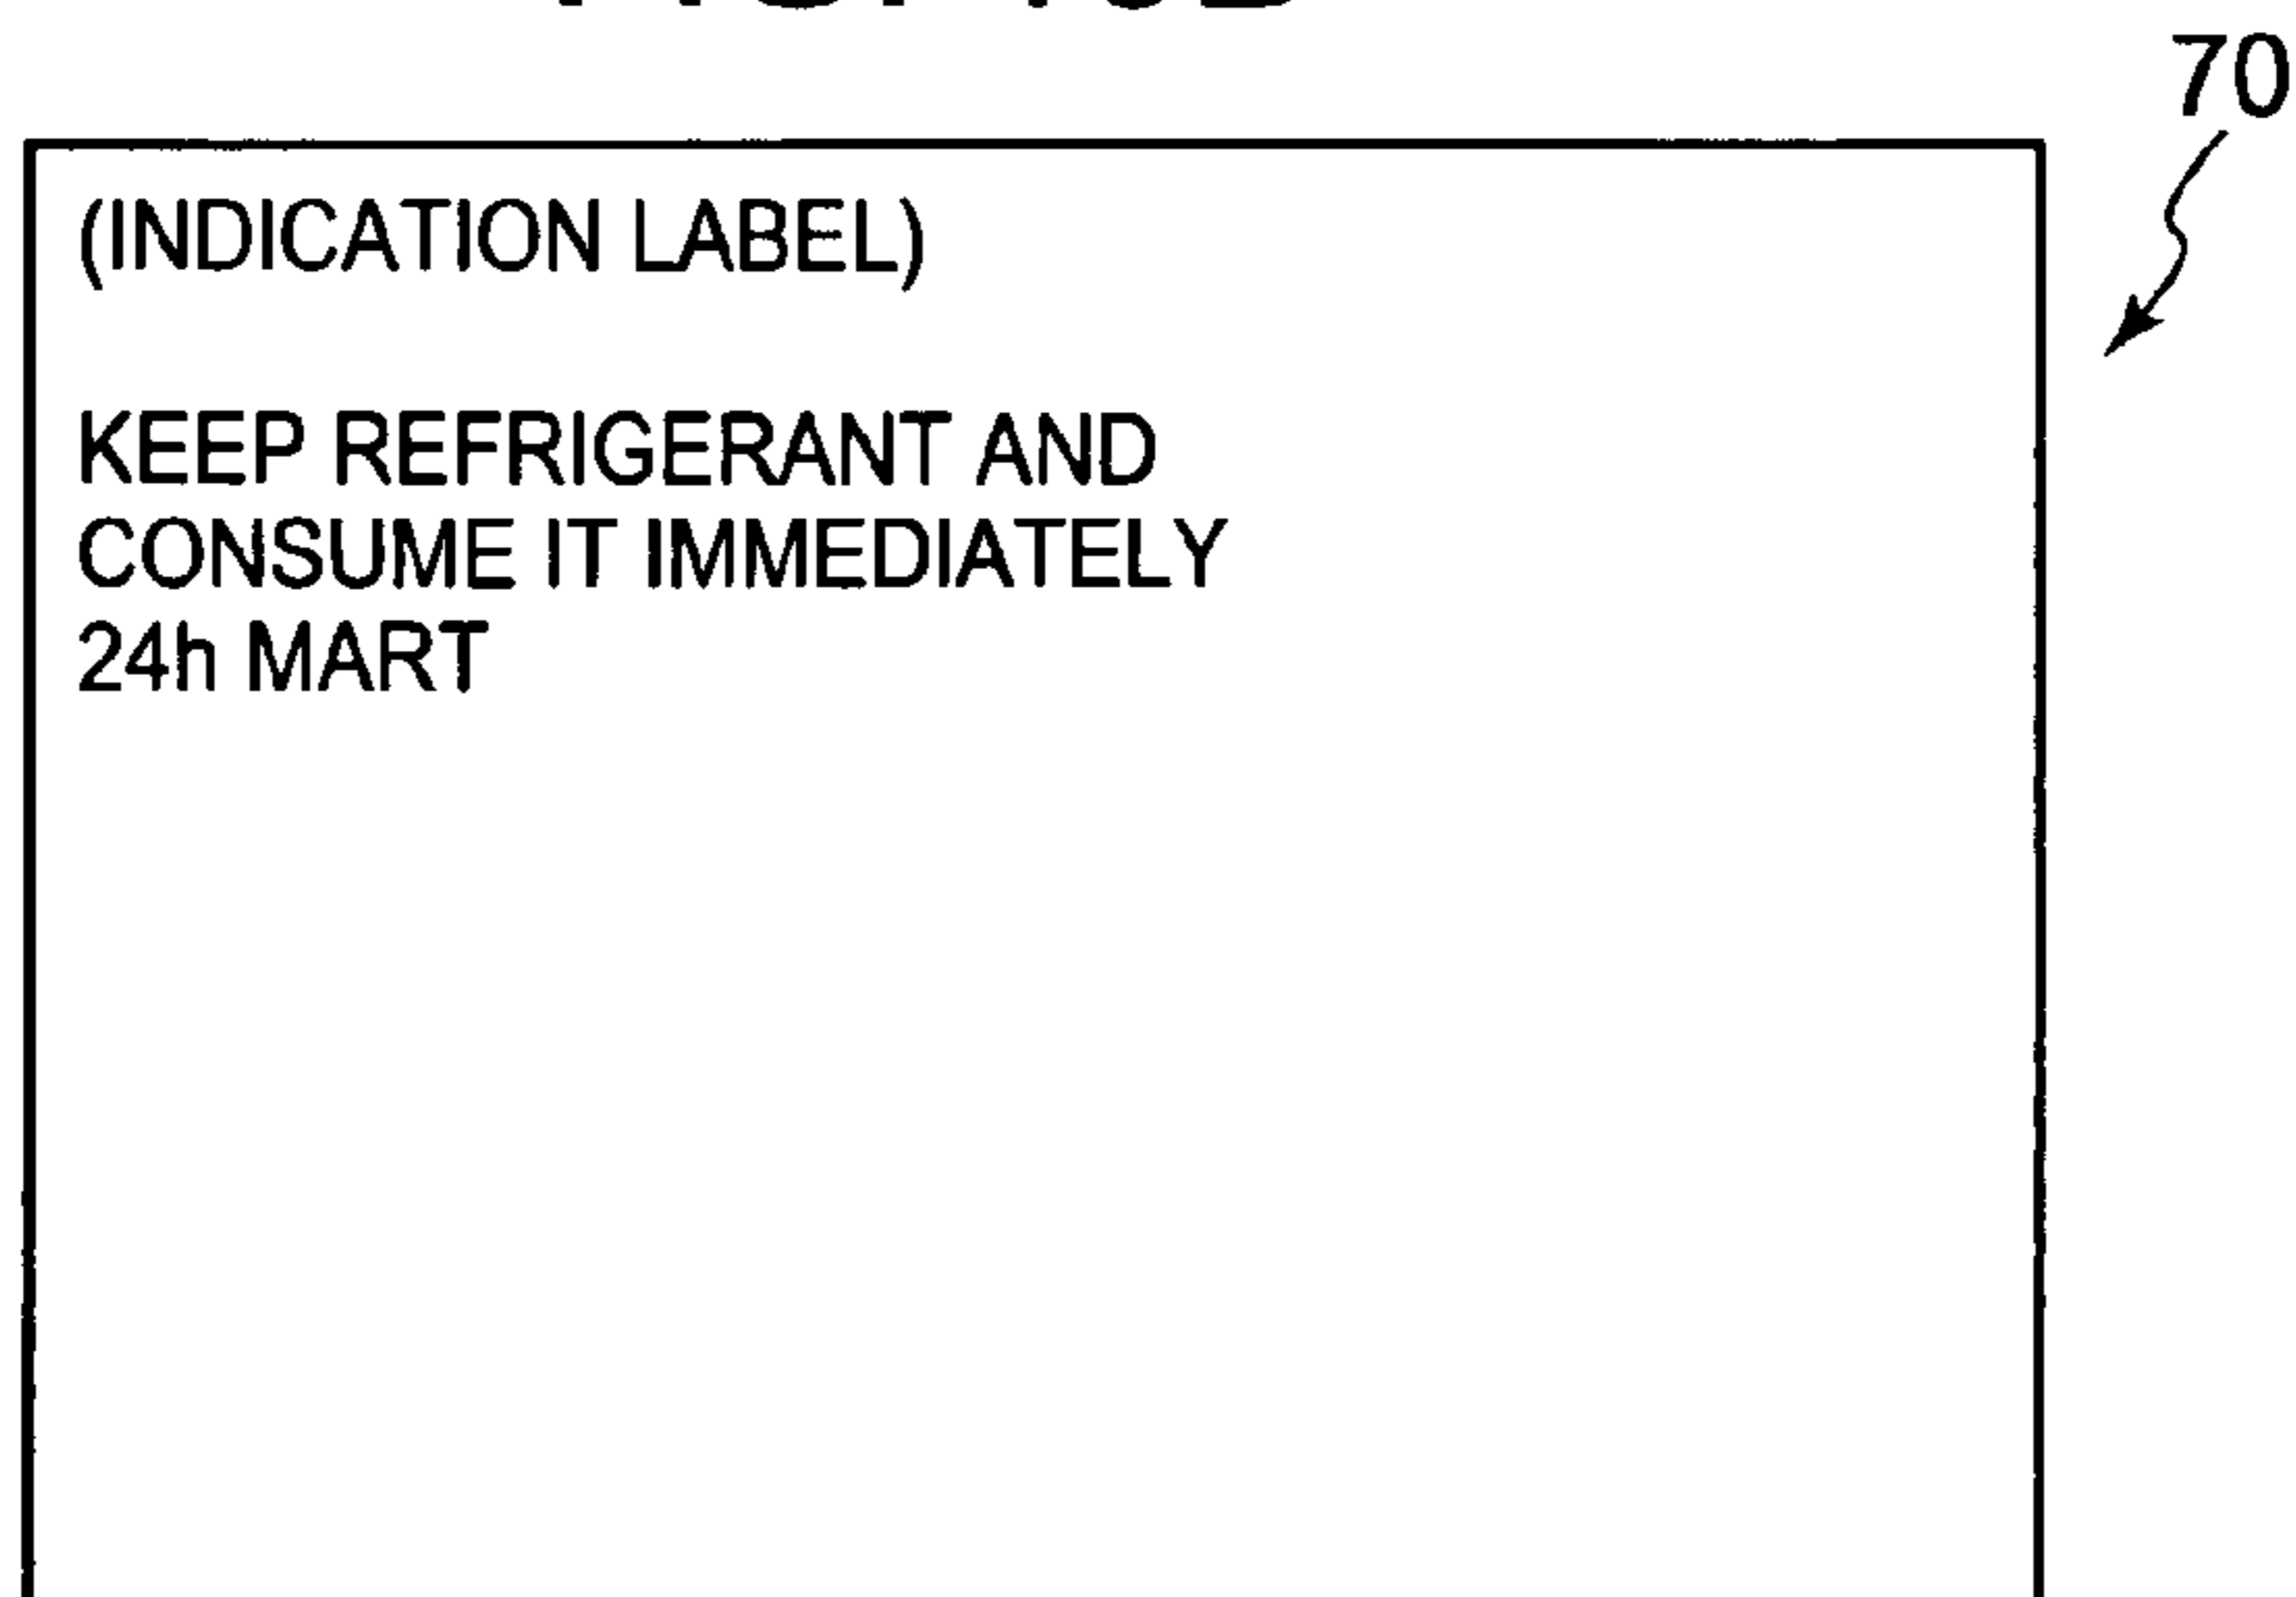 70
(INDICATION LABEL)
KEEP REFRIGERANT AND
CONSUME IT IMMEDIATELY
24h MART